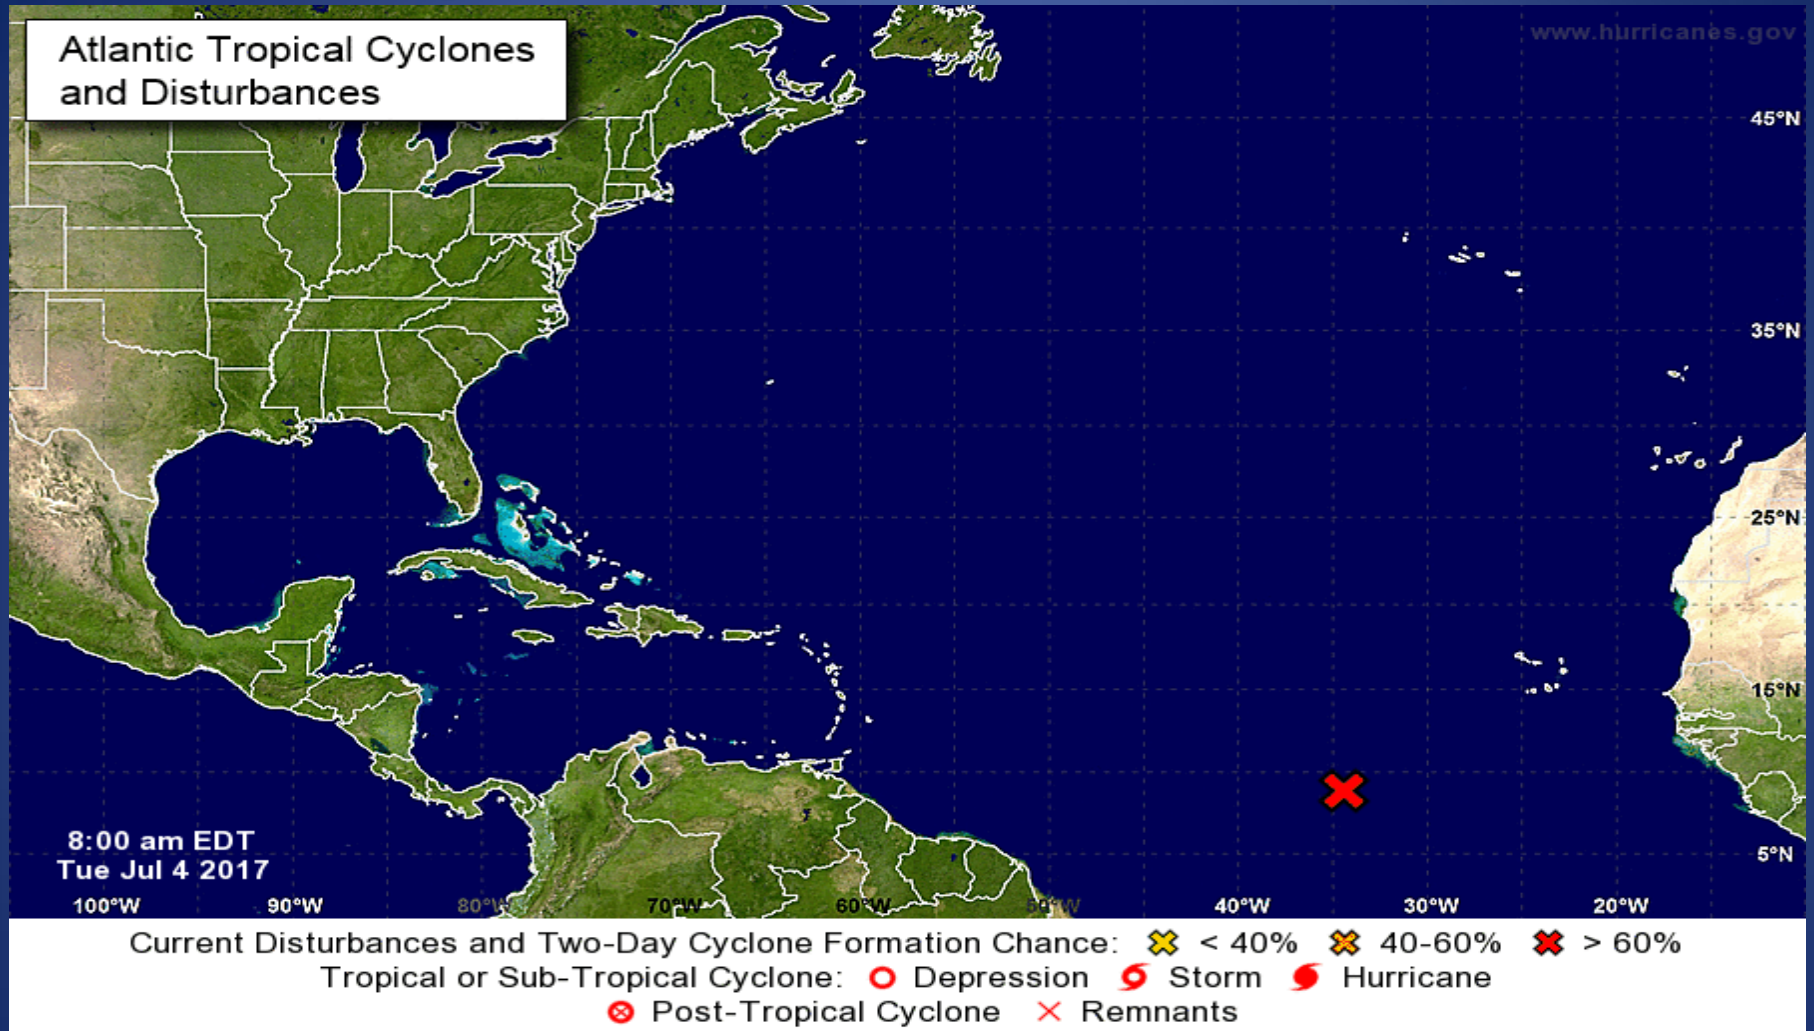 www.hurricanes.gov
Atlantic Tropical Cyclones
and Disturbances
45°N
35°N
25°N
15°N
5°N
8:00 am EDT
Tue Jul 4 2017
100°W 90°W 80°W 70°W 60°W 50°W 40°W 30°W 20°W
Current Disturbances and Two-Day Cyclone Formation Chance: < 40% 40-60% > 60%
Tropical or Sub-Tropical Cyclone: Depression Storm Hurricane
Post-Tropical Cyclone Remnants